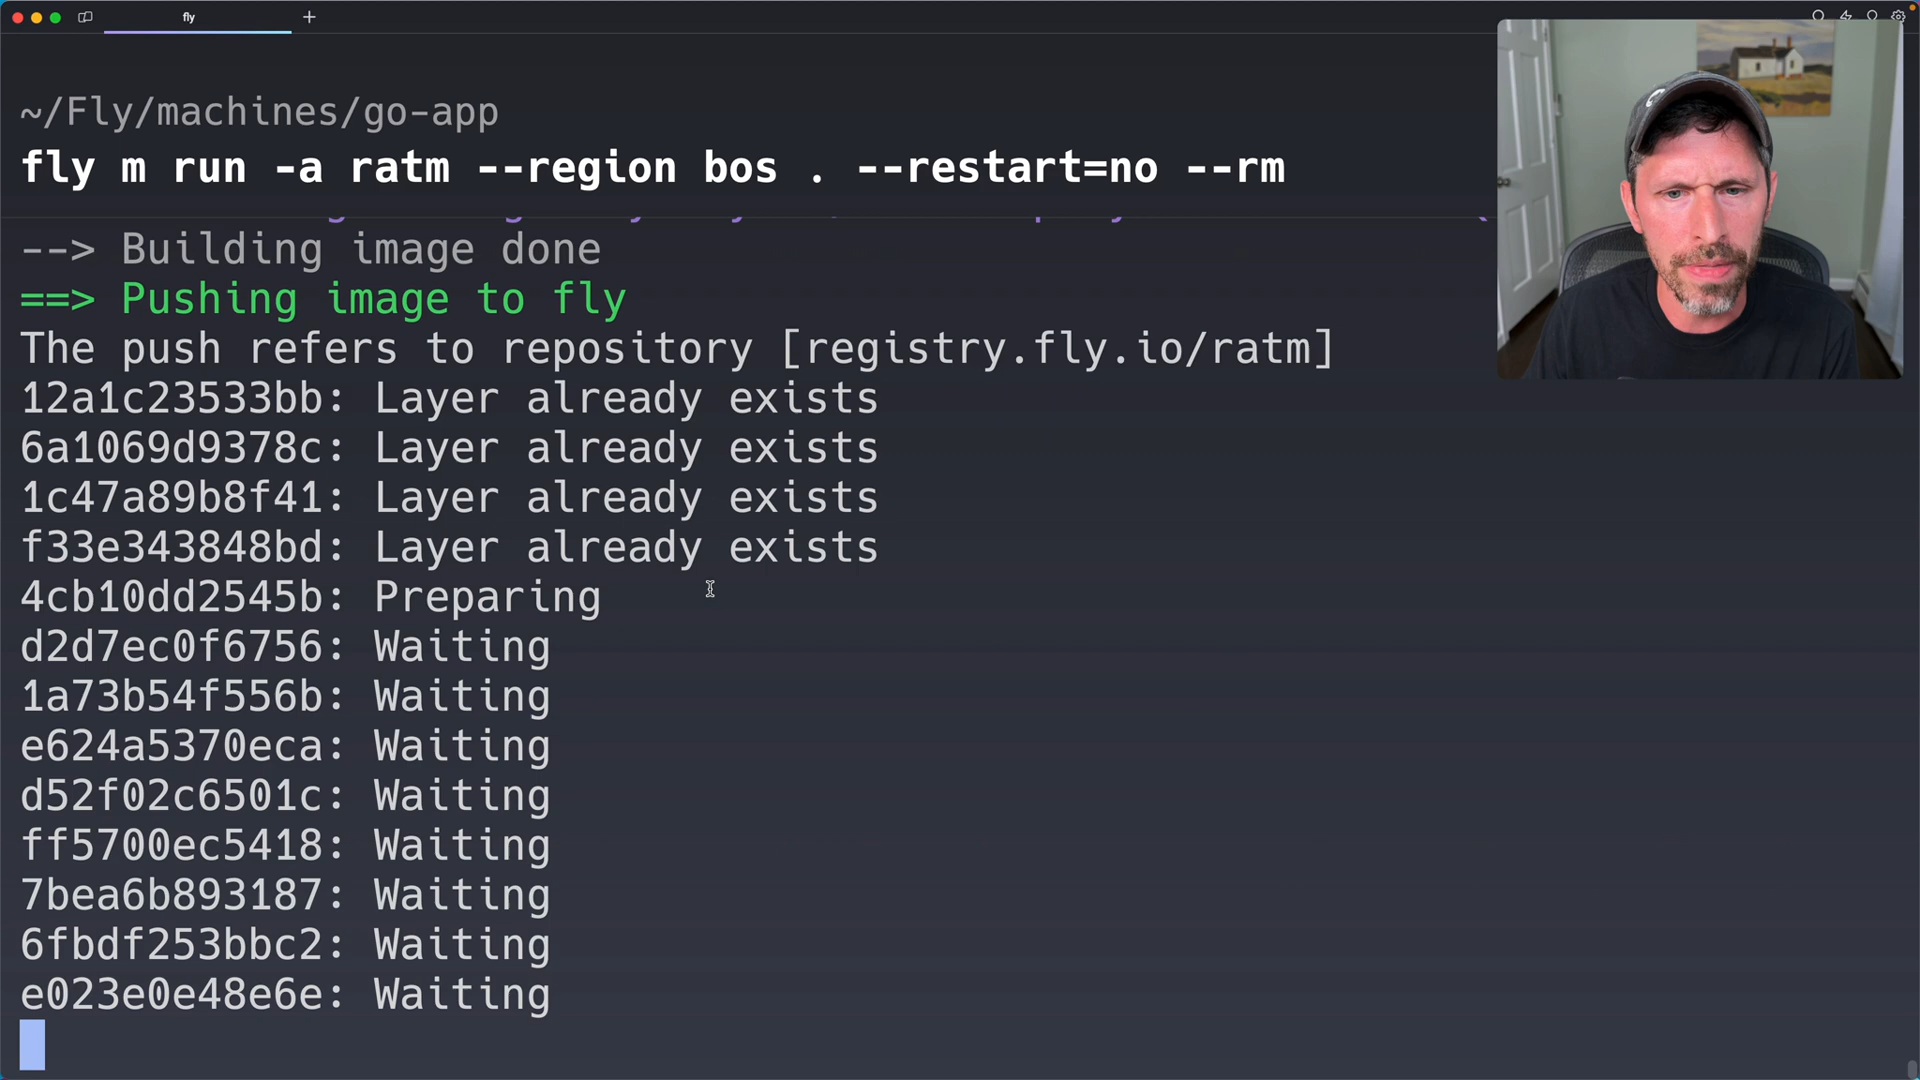 fly
~/Fly/machines/go-app
fly m run -a ratm --region bos . --restart=no --rm
--> Building image done
==> Pushing image to fly
The push refers to repository [registry.fly.io/ratm]
12a1c23533bb: Layer already exists
6a1069d9378c: Layer already exists
1c47a89b8f41: Layer already exists
f33e343848bd: Layer already exists
4cb10dd2545b: Preparing
d2d7ec0f6756: Waiting
1a73b54f556b: Waiting
e624a5370eca: Waiting
d52f02c6501c: Waiting
ff5700ec5418: Waiting
7bea6b893187: Waiting
6fbdf253bbc2: Waiting
e023e0e48e6e: Waiting